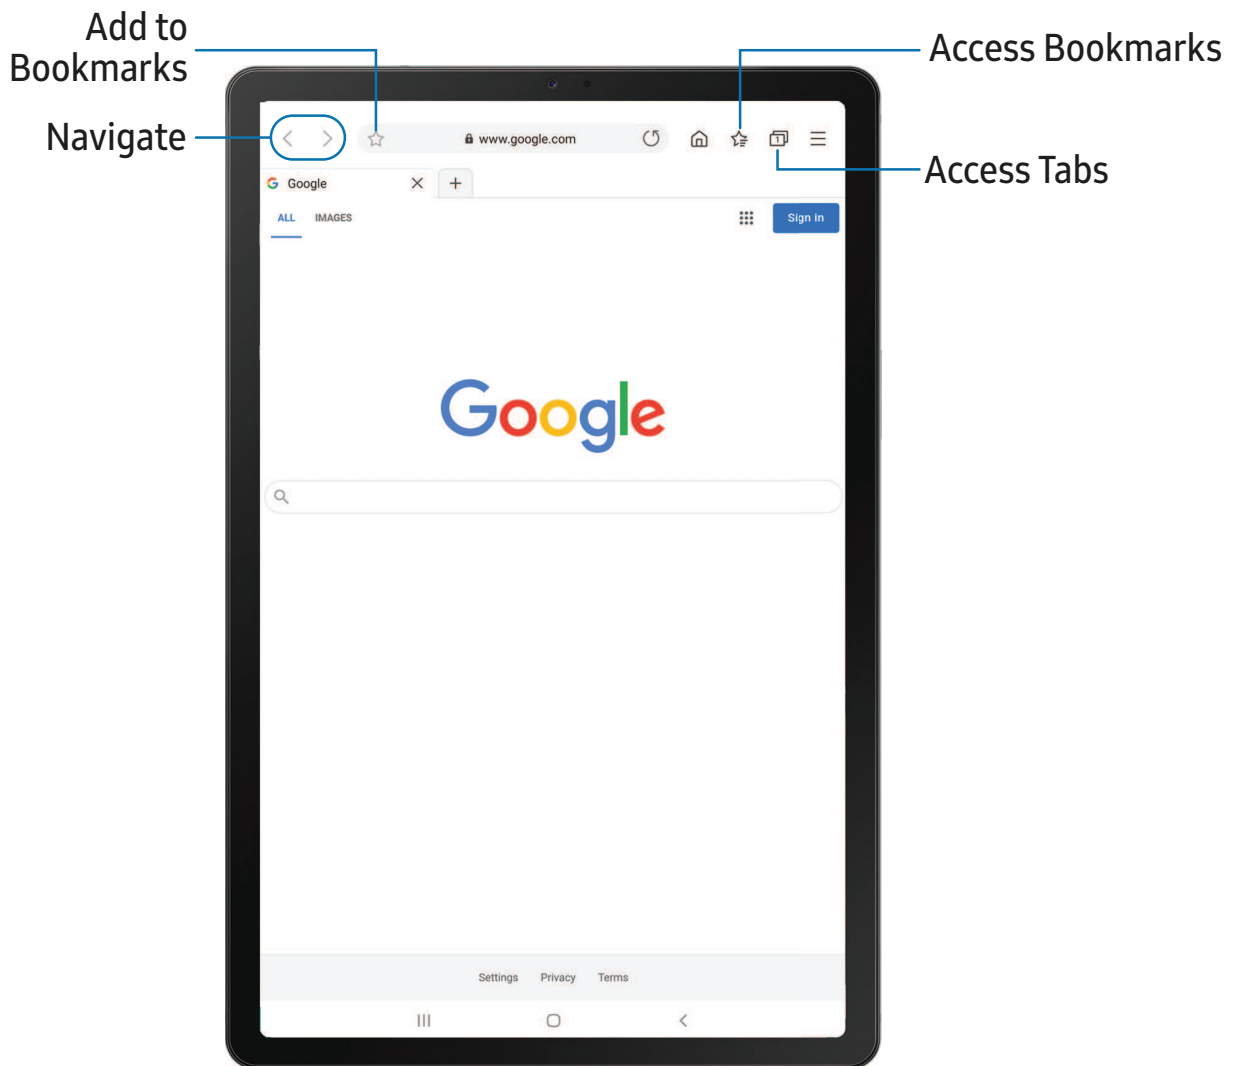 Add to
Bookmarks
Access Bookmarks
Navigate
www.google.com
1
Access Tabs
Google
ALL IMAGES
Sign in
Google
Settings Privacy Terms